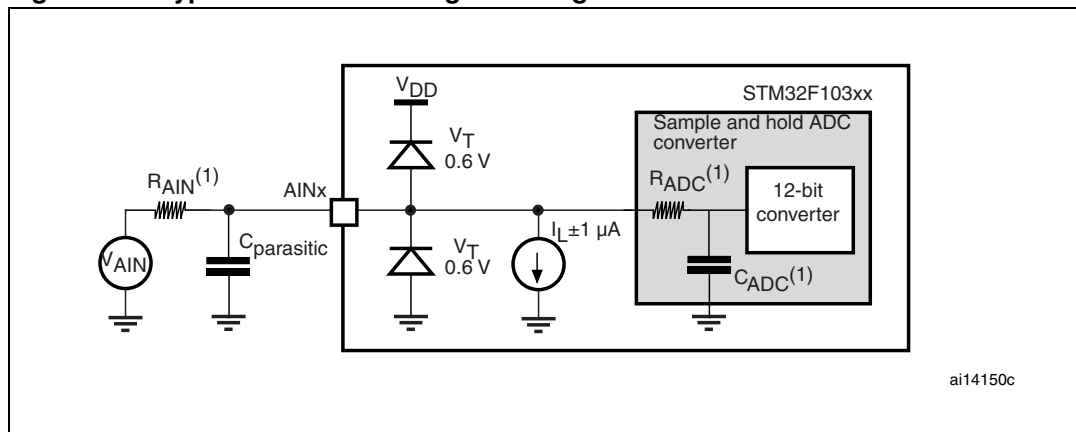 VDD
STM32F103xx
Sample and hold ADC
converter
VT
0.6 V
RAIN(1)
AINx
RADC(1)
12-bit
converter
IL±1 µA
VT
0.6 V
Cparasitic
VAIN
CADC(1)
ai14150c